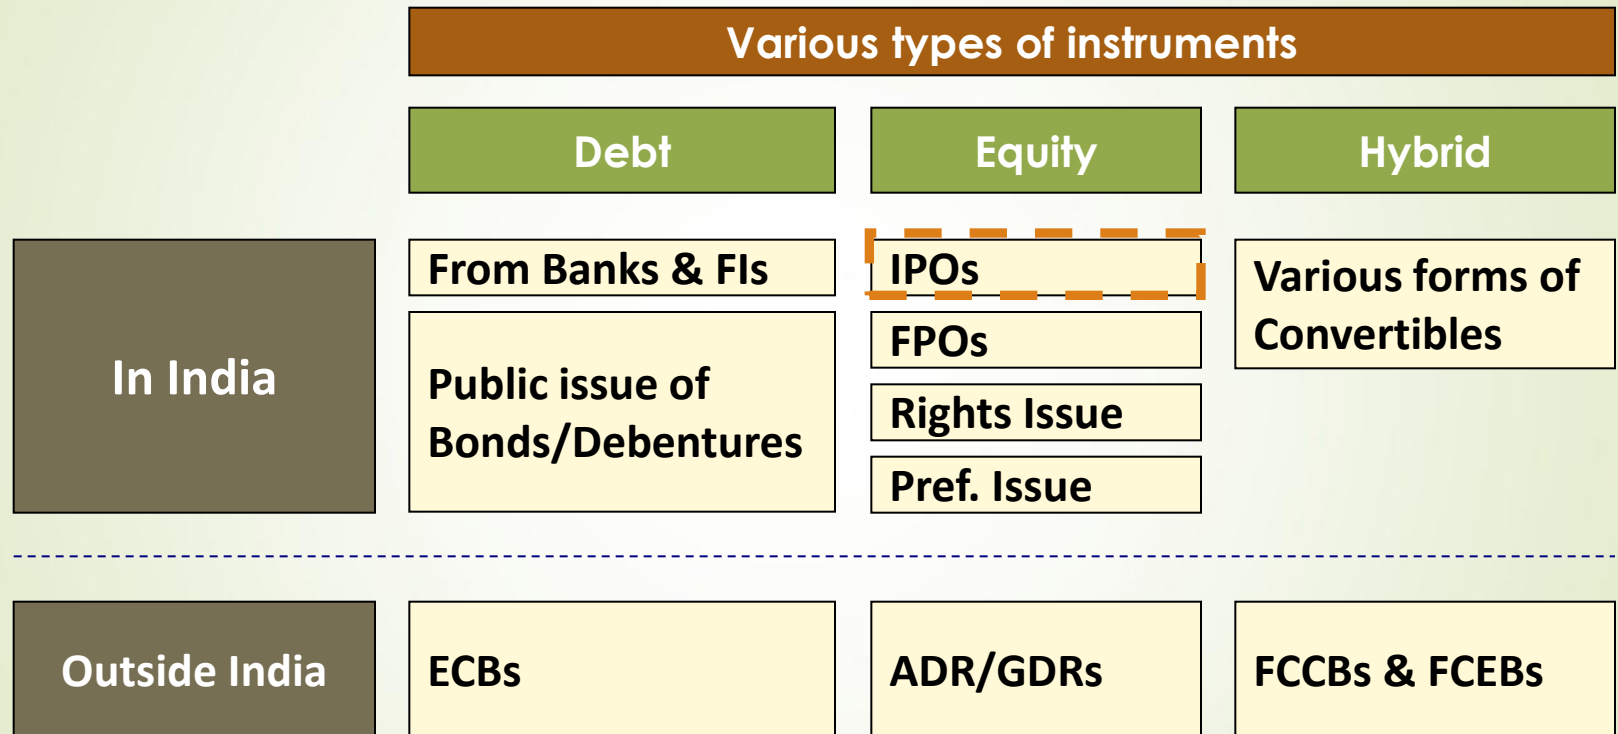 Various types of instruments
Debt
Equity
Hybrid
In India
From Banks & FIs
Public issue of
Bonds/Debentures
IPOs
FPOs
Rights Issue
Pref. Issue
Various forms of
Convertibles
Outside India
ECBs
ADR/GDRs
FCCBs & FCEBs